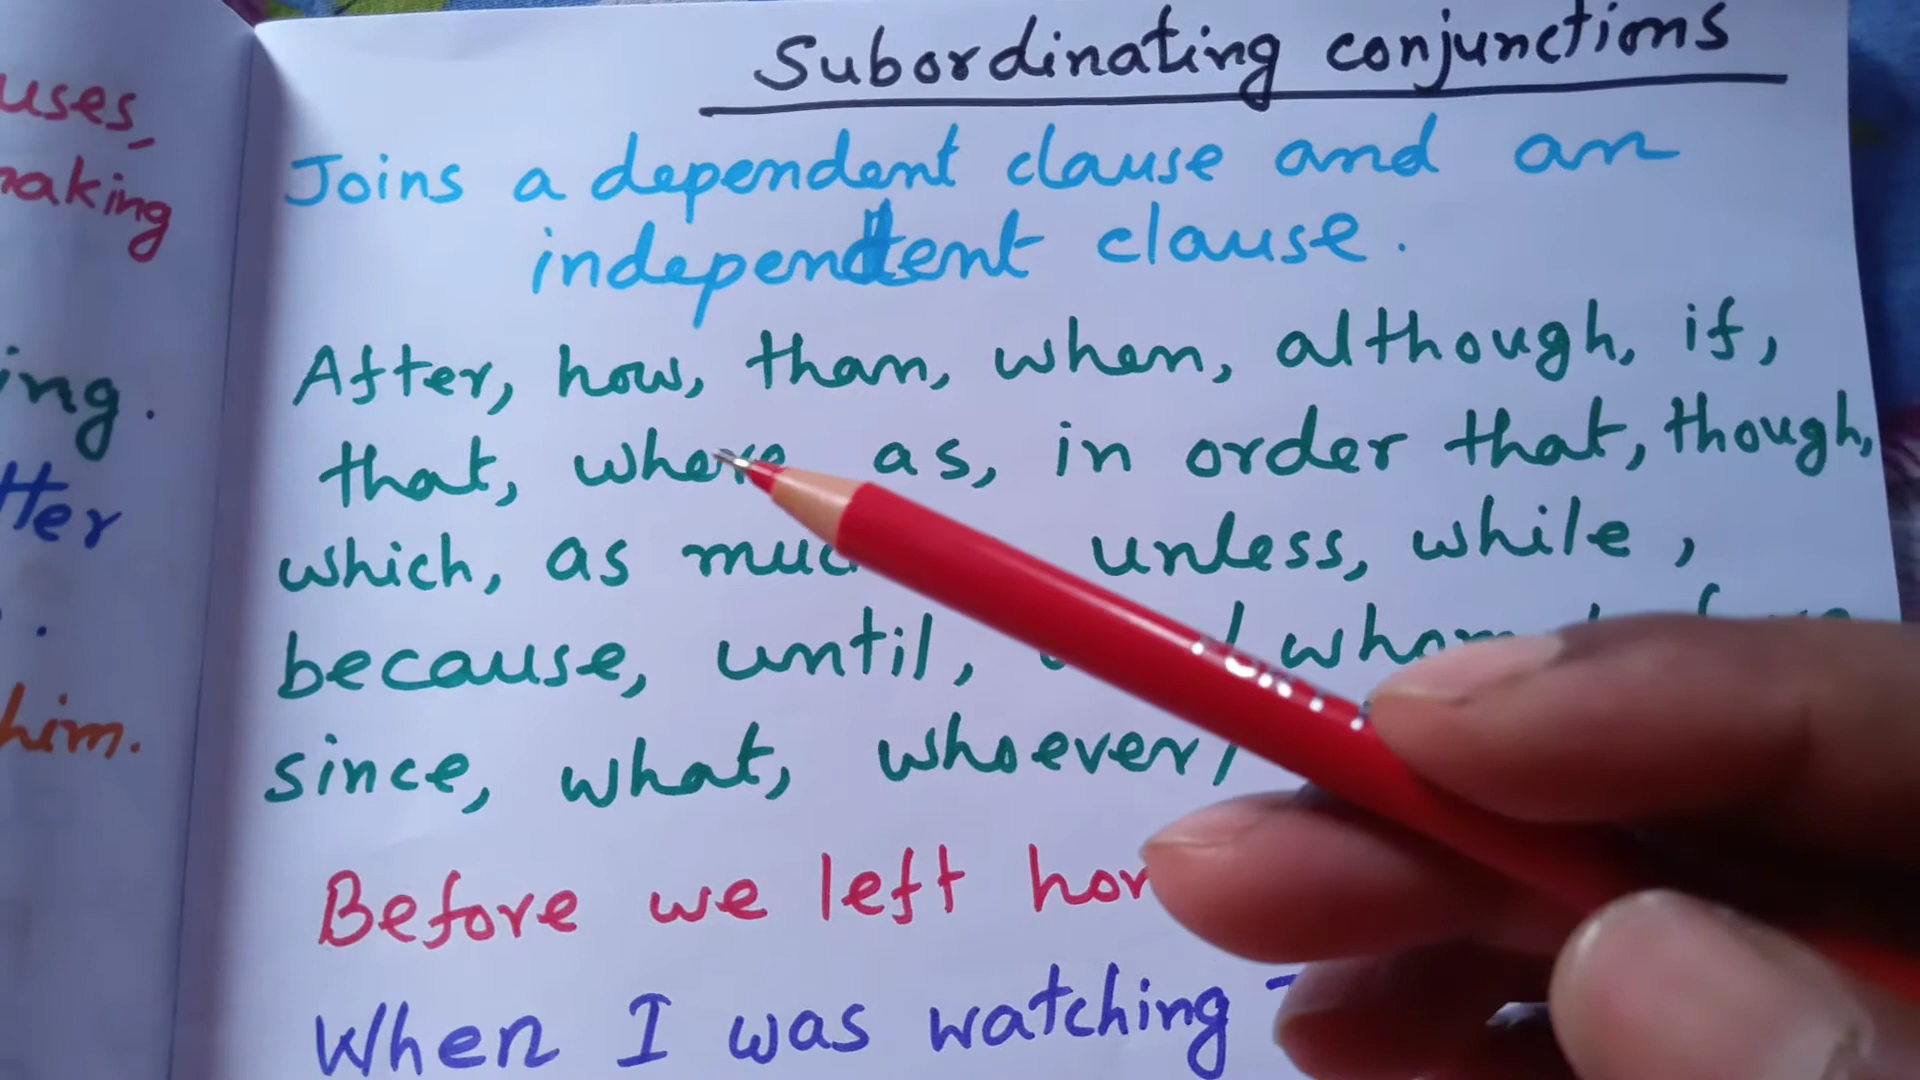 uses,
making
ing.
tter
him.
Subordinating conjunctions
Joins a dependent clause and an
independent clause.
After, how, than, when, although, if,
that, where as, in order that, though,
which, as unless, while,
because, until,
since, what, whoever,
Before we left
When I was watching